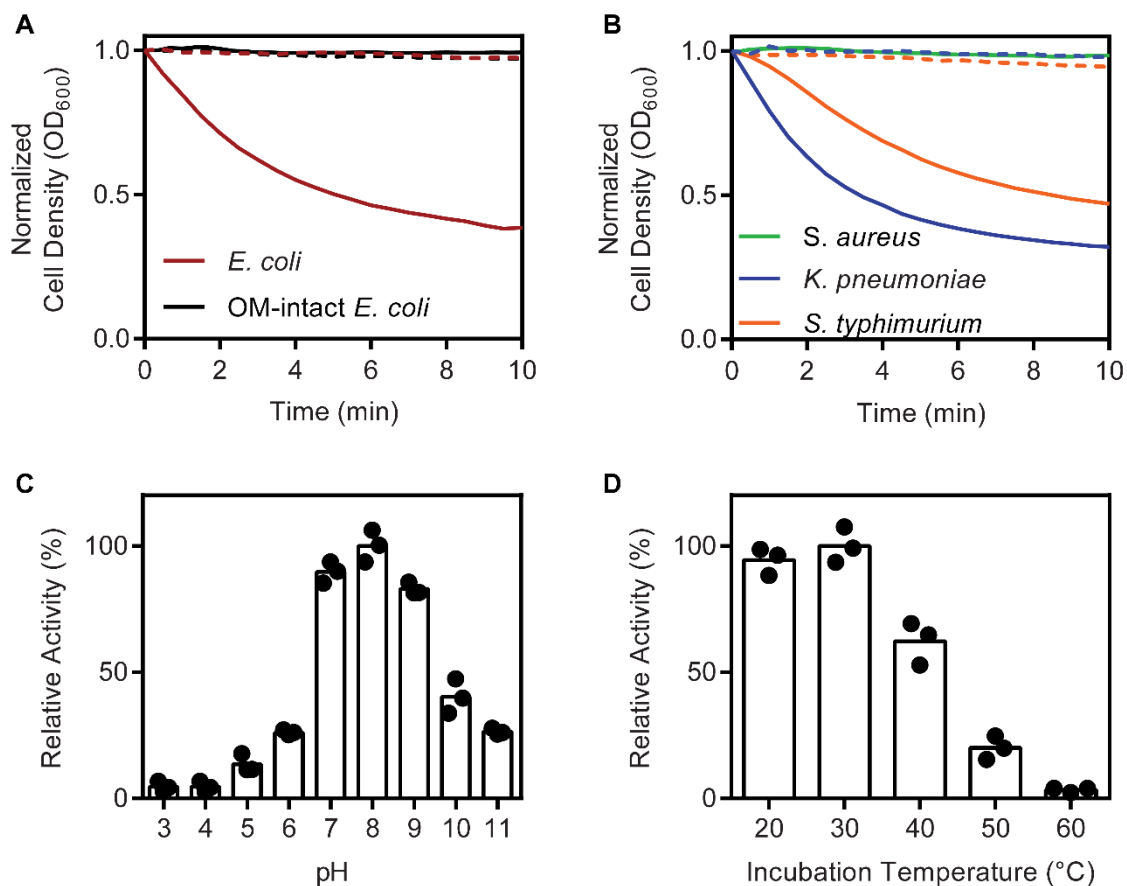 A
1.0
0.5
0.0
Normalized
Cell Density (OD600)
E. coli
OM-intact E. coli
0 2 4 6 8 10
Time (min)
B
1.0
0.5
0.0
Normalized
Cell Density (OD600)
S. aureus
K. pneumoniae
S. typhimurium
0 2 4 6 8 10
Time (min)
C
100
50
0
Relative Activity (%)
3 4 5 6 7 8 9 10 11
pH
D
100
50
0
Relative Activity (%)
20 30 40 50 60
Incubation Temperature (°C)